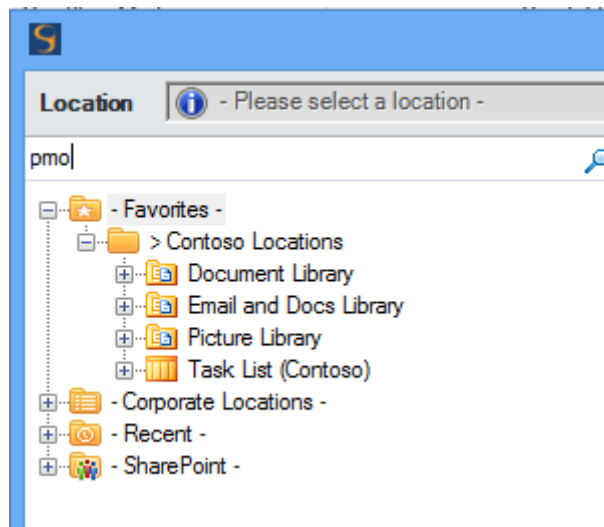 Location
- Please select a location -
pmo
- Favorites -
> Contoso Locations
Document Library
Email and Docs Library
Picture Library
Task List (Contoso)
- Corporate Locations -
- Recent -
- SharePoint -